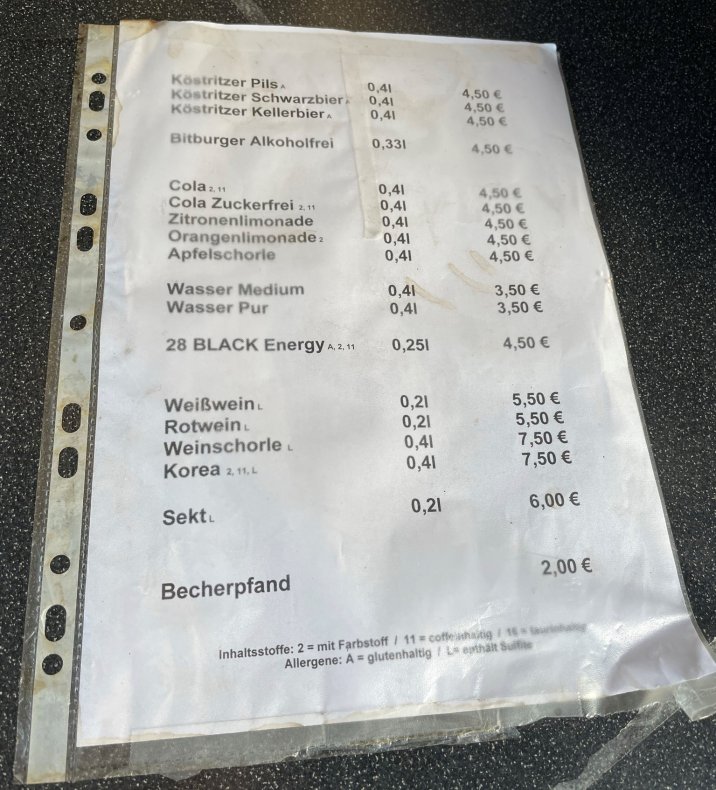 Köstritzer Pils A 0,4l 4,50 €
Köstritzer Schwarzbier A 0,4l 4,50 €
Köstritzer Kellerbier A 0,4l 4,50 €
Bitburger Alkoholfrei 0,33l 4,50 €
Cola 2, 11 0,4l 4,50 €
Cola Zuckerfrei 2, 11 0,4l 4,50 €
Zitronenlimonade 0,4l 4,50 €
Orangenlimonade 2 0,4l 4,50 €
Apfelschorle 0,4l 4,50 €
Wasser Medium 0,4l 3,50 €
Wasser Pur 0,4l 3,50 €
28 BLACK Energy A, 2, 11 0,25l 4,50 €
Weißwein L 0,2l 5,50 €
Rotwein L 0,2l 5,50 €
Weinschorle L 0,4l 7,50 €
Korea 2, 11, L 0,4l 7,50 €
Sekt L 0,2l 6,00 €
Becherpfand 2,00 €
Inhaltsstoffe: 2 = mit Farbstoff / 11 = coffeinhaltig / 16 = taurinhaltig
Allergene: A = glutenhaltig / L= enthält Sulfite